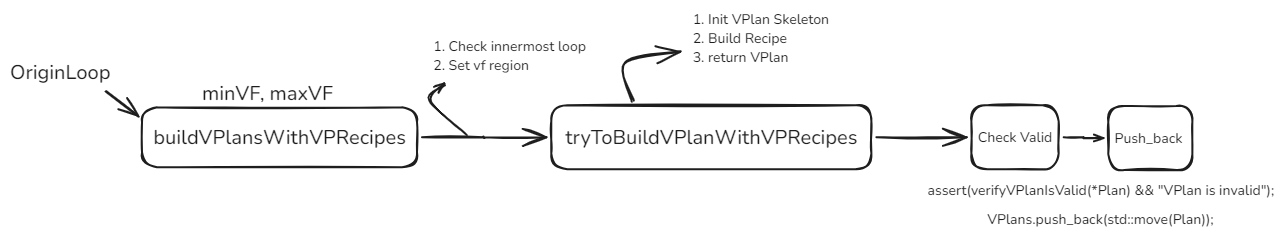 OriginLoop
minVF, maxVF
buildVPlansWithVPRecipes
1. Check innermost loop
2. Set vf region
tryToBuildVPlanWithVPRecipes
1. Init VPlan Skeleton
2. Build Recipe
3. return VPlan
Check Valid
Push_back
assert(verifyVPlanIsValid(*Plan) && "VPlan is invalid");
VPlans.push_back(std::move(Plan));